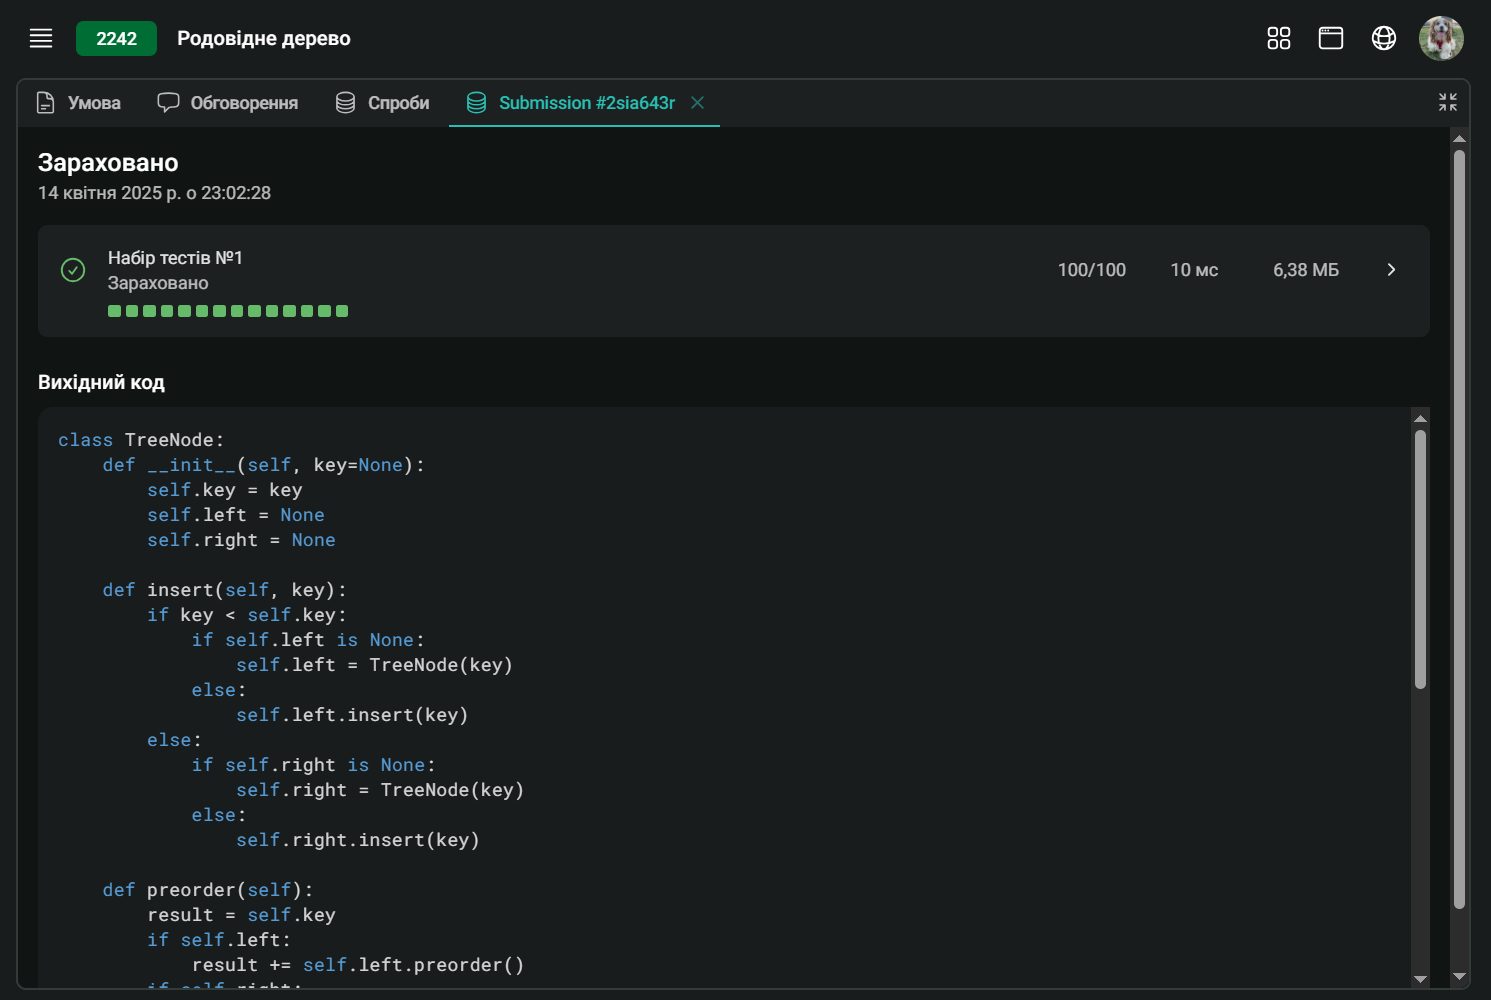 2242 Родовідне дерево
Умова Обговорення Спроби Submission #2sia643r
Зараховано
14 квітня 2025 р. о 23:02:28
Набір тестів №1
Зараховано
100/100 10 мс 6,38 МБ
Вихідний код
class TreeNode:
    def __init__(self, key=None):
        self.key = key
        self.left = None
        self.right = None
    def insert(self, key):
        if key < self.key:
            if self.left is None:
                self.left = TreeNode(key)
            else:
                self.left.insert(key)
        else:
            if self.right is None:
                self.right = TreeNode(key)
            else:
                self.right.insert(key)
    def preorder(self):
        result = self.key
        if self.left:
            result += self.left.preorder()
        if self.right: